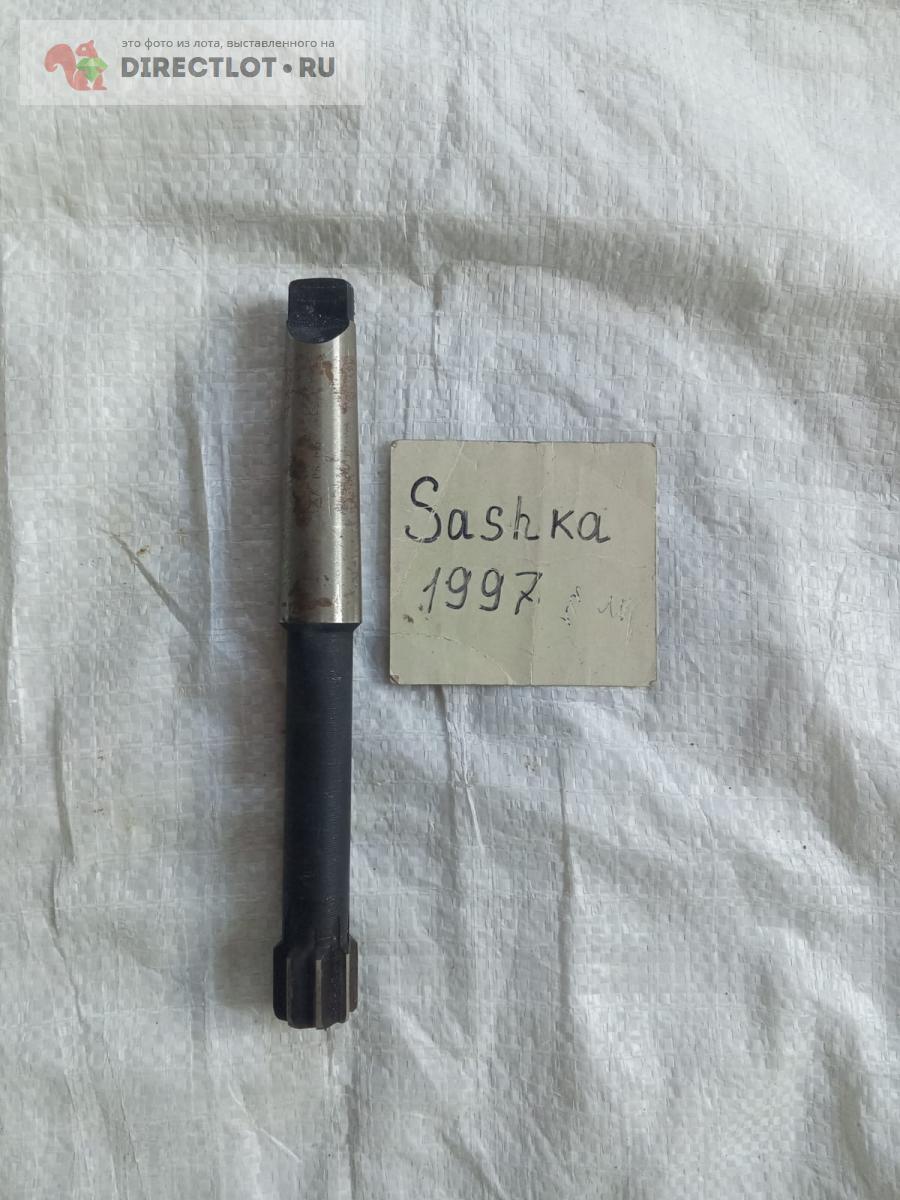 это фото из лота, выставленного на
DIRECTLOT•RU
Sashka
1997